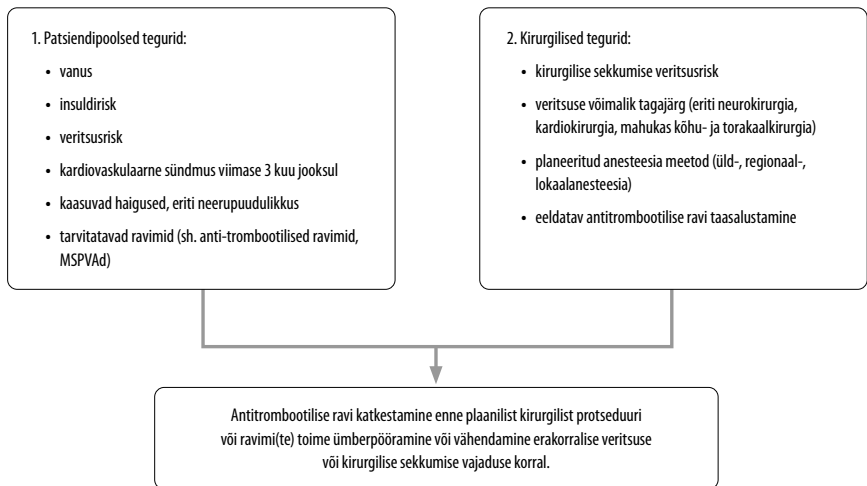 1. Patsiendipoolsed tegurid:
• vanus
• insuldirisk
• veritsusrisk
• kardiovaskulaarne sündmus viimase 3 kuu jooksul
• kaasuvad haigused, eriti neerupuudulikkus
• tarvitatavad ravimid (sh. anti-trombootilised ravimid,
MSPVAd)
2. Kirurgilised tegurid:
• kirurgilise sekkumise veritsusrisk
• veritsuse võimalik tagajärg (eriti neurokirurgia,
kardiokirurgia, mahukas kõhu- ja torakaalkirurgia)
• planeeritud anesteesia meetod (üld-, regionaal-,
lokaalanesteesia)
• eeldatav antitrombootilise ravi taasalustamine
Antitrombootilise ravi katkestamine enne plaanilist kirurgilist protseduuri
või ravimi(te) toime ümberpööramine või vähendamine erakorralise veritsuse
või kirurgilise sekkumise vajaduse korral.